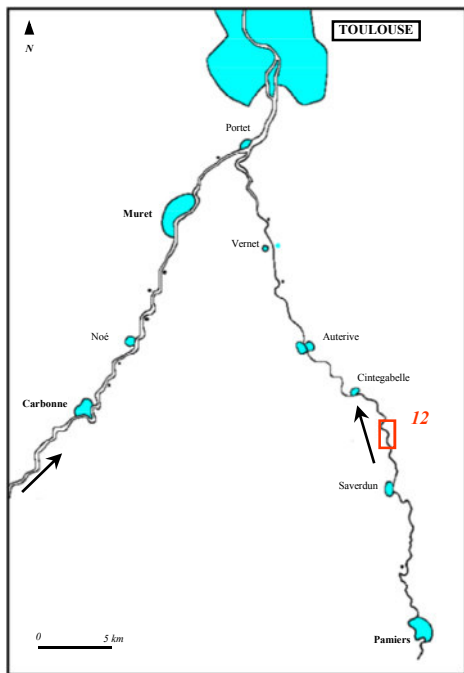 TOULOUSE
N
Portet
Muret
Vernet
Noé
Auterive
Cintegabelle
Carbonne
12
Saverdun
0 5 km
Pamiers